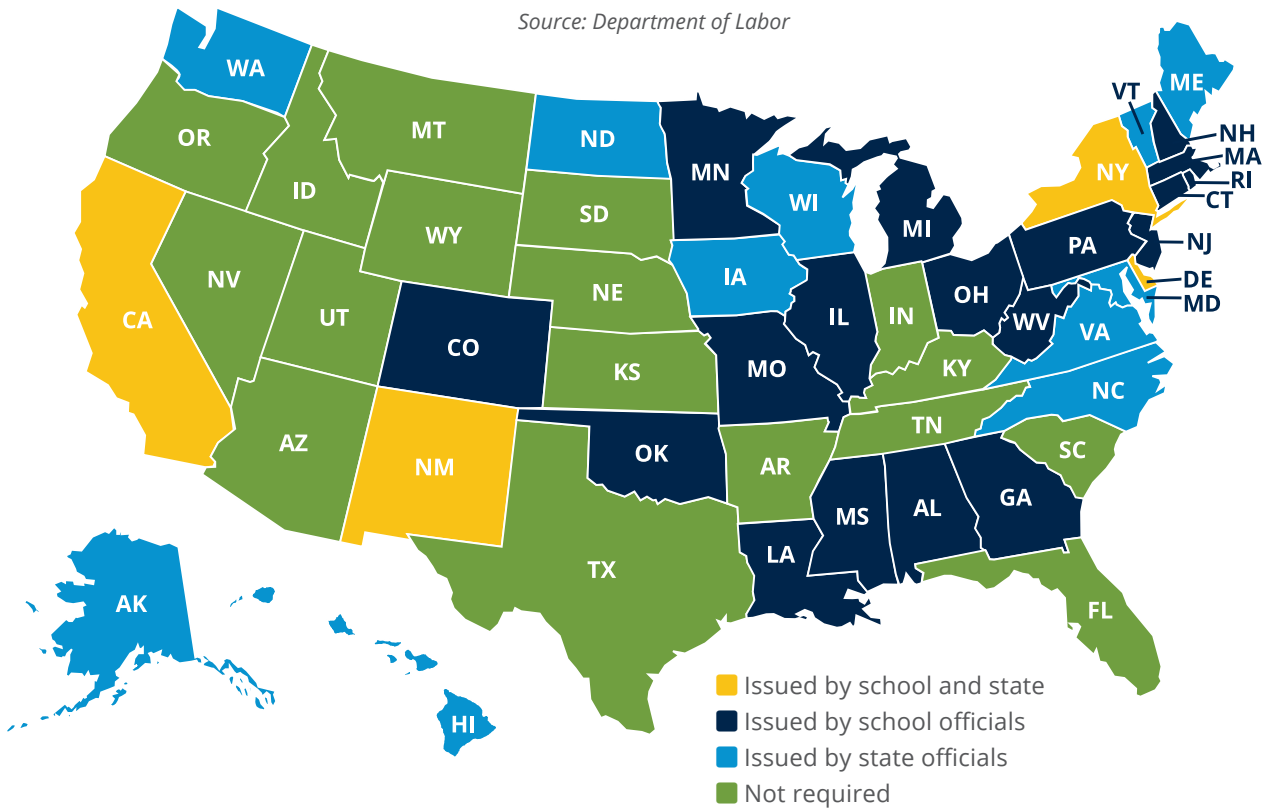 Source: Department of Labor
WA
OR
MT
ID
ND
MN
SD
WY
WI
MI
NY
VT
ME
NH
MA
RI
CT
NJ
PA
DE
MD
NV
UT
CA
CO
NE
IA
KS
MO
IL
IN
OH
WV
VA
KY
NC
TN
SC
AZ
NM
OK
AR
TX
LA
MS
AL
GA
FL
AK
HI
Issued by school and state
Issued by school officials
Issued by state officials
Not required